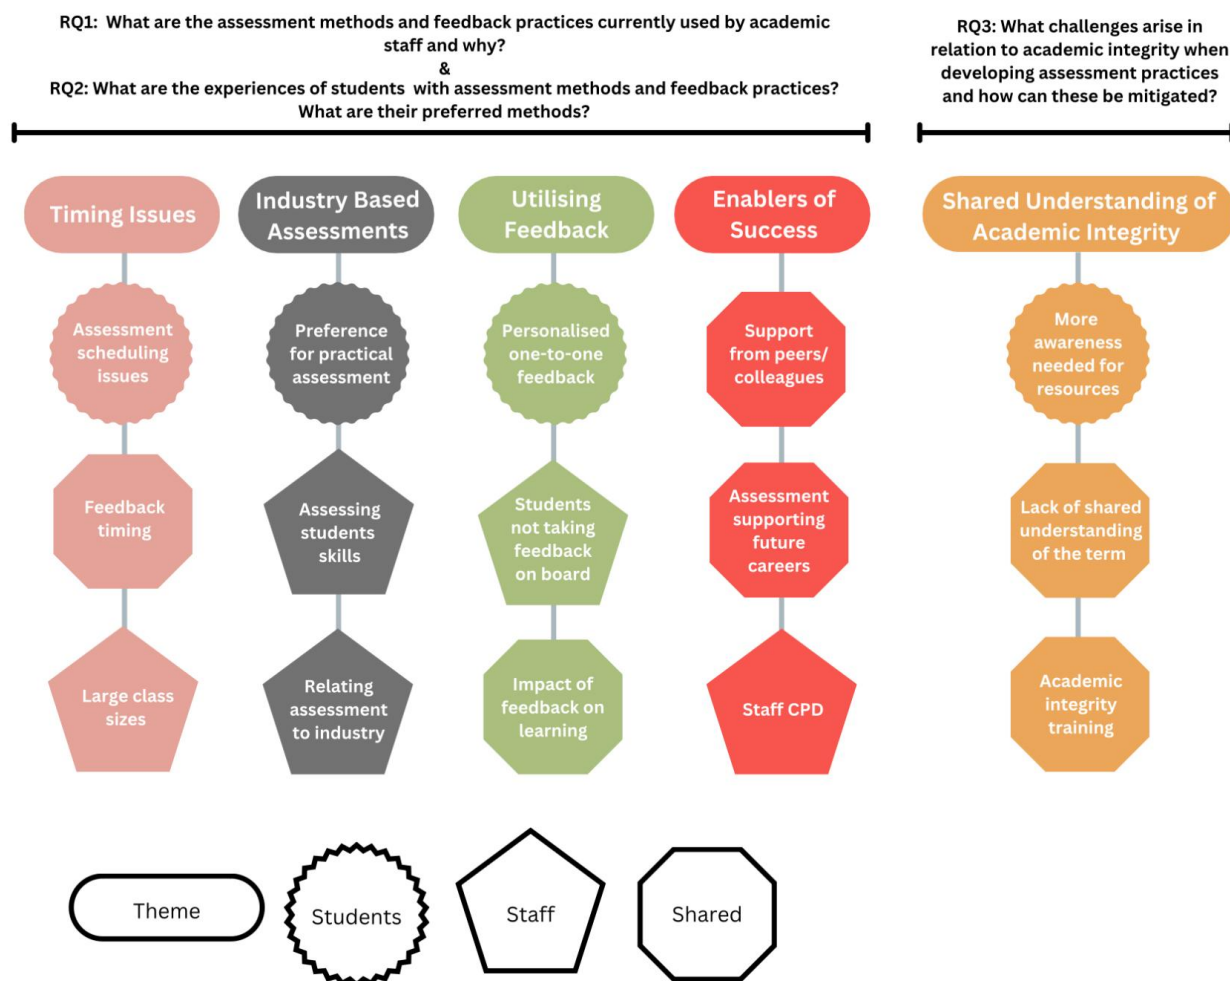 RQ1: What are the assessment methods and feedback practices currently used by academic
staff and why?
&
RQ2: What are the experiences of students with assessment methods and feedback practices?
What are their preferred methods?
RQ3: What challenges arise in
relation to academic integrity when
developing assessment practices
and how can these be mitigated?
Timing Issues
Industry Based
Assessments
Utilising
Feedback
Enablers of
Success
Shared Understanding of
Academic Integrity
Assessment
scheduling
issues
Preference
for practical
assessment
Personalised
one-to-one
feedback
Support
from peers/
colleagues
More
awareness
needed for
resources
Feedback
timing
Assessing
students
skills
Students
not taking
feedback
on board
Assessment
supporting
future
careers
Lack of shared
understanding
of the term
Large class
sizes
Relating
assessment
to industry
Impact of
feedback on
learning
Staff CPD
Academic
integrity
training
Theme
Students
Staff
Shared